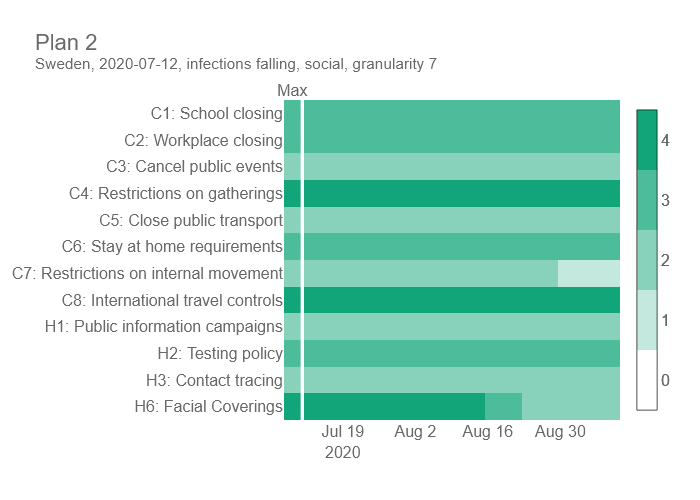 Plan 2
Sweden, 2020-07-12, infections falling, social, granularity 7
Max
C1: School closing
C2: Workplace closing
C3: Cancel public events
C4: Restrictions on gatherings
C5: Close public transport
C6: Stay at home requirements
C7: Restrictions on internal movement
C8: International travel controls
H1: Public information campaigns
H2: Testing policy
H3: Contact tracing
H6: Facial Coverings
Jul 19 Aug 2 Aug 16 Aug 30
2020
4
3
2
1
0